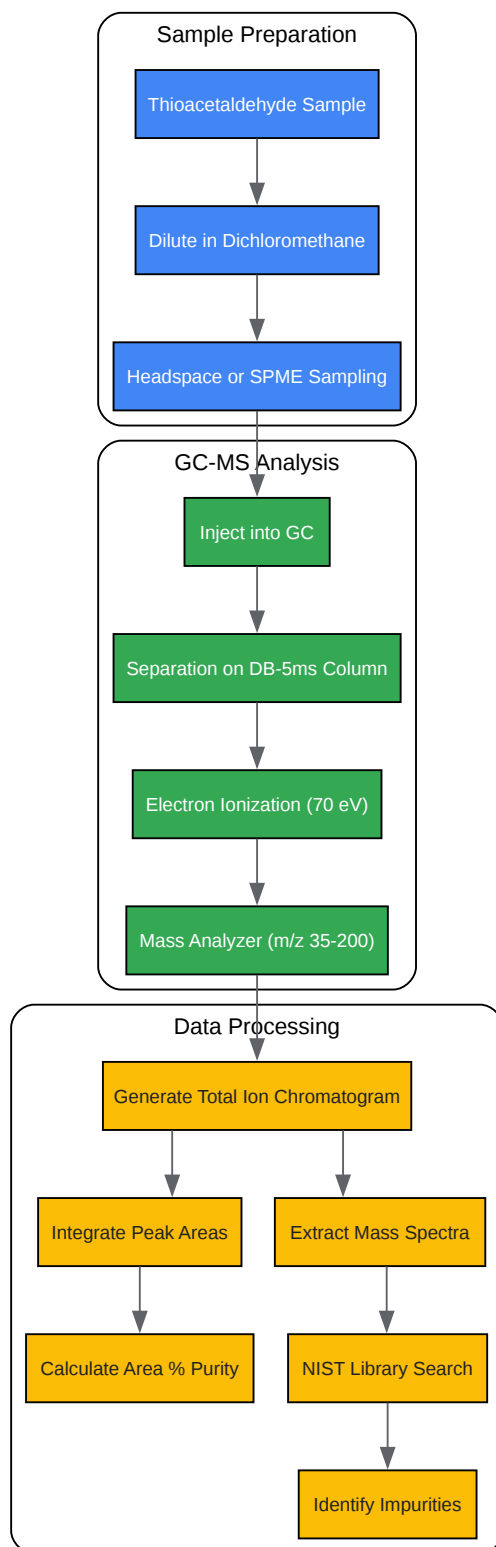 Sample Preparation
Thioacetaldehyde Sample
Dilute in Dichloromethane
Headspace or SPME Sampling
GC-MS Analysis
Inject into GC
Separation on DB-5ms Column
Electron Ionization (70 eV)
Mass Analyzer (m/z 35-200)
Data Processing
Generate Total Ion Chromatogram
Integrate Peak Areas
Extract Mass Spectra
Calculate Area % Purity
NIST Library Search
Identify Impurities